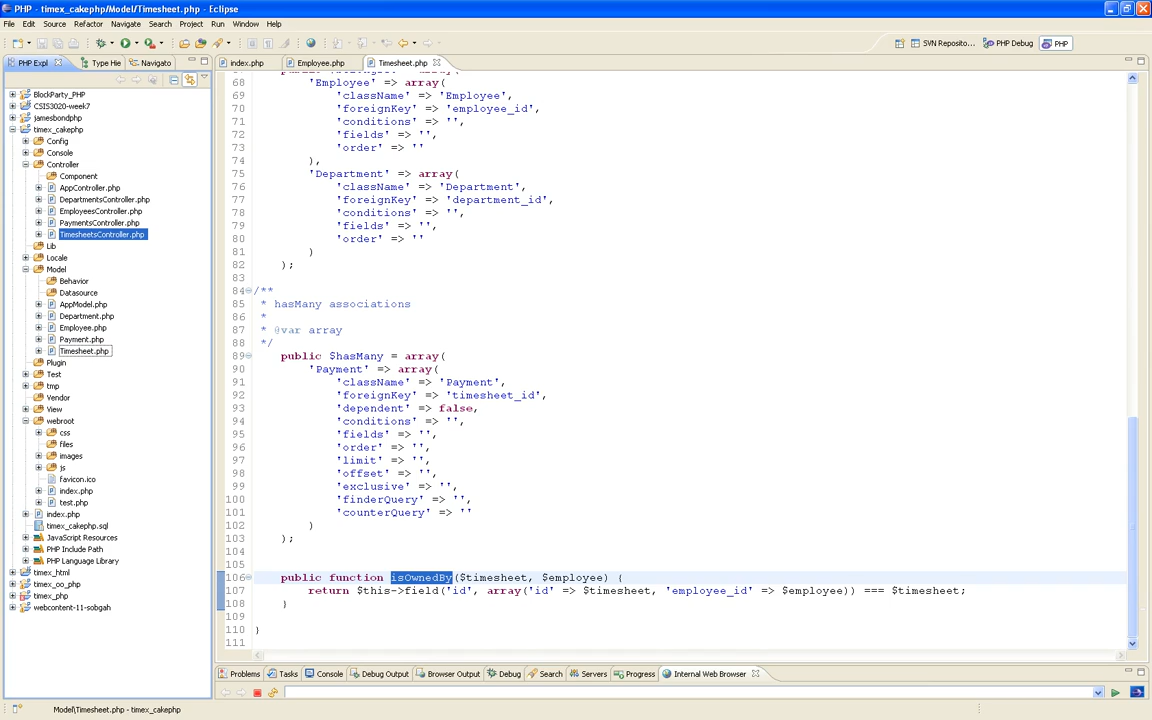 PHP - timex_cakephp/Model/Timesheet.php - Eclipse
File Edit Source Refactor Navigate Search Project Run Window Help
SVN Reposito... PHP Debug PHP
PHP Expl Type Hie Navigato
index.php Employee.php Timesheet.php
BlockParty_PHP
CSIS3020-week7
jamesbondphp
timex_cakephp
Config
Console
Controller
Component
AppController.php
DepartmentsController.php
EmployeesController.php
PaymentsController.php
TimesheetsController.php
Lib
Locale
Model
Behavior
Datasource
AppModel.php
Department.php
Employee.php
Payment.php
Timesheet.php
Plugin
Test
tmp
Vendor
View
webroot
css
files
images
js
favicon.ico
index.php
test.php
index.php
timex_cakephp.sql
JavaScript Resources
PHP Include Path
PHP Language Library
timex_html
timex_oo_php
timex_php
webcontent-11-sobgah
68 'Employee' => array(
69 'className' => 'Employee',
70 'foreignKey' => 'employee_id',
71 'conditions' => '',
72 'fields' => '',
73 'order' => ''
74 ),
75 'Department' => array(
76 'className' => 'Department',
77 'foreignKey' => 'department_id',
78 'conditions' => '',
79 'fields' => '',
80 'order' => ''
81 )
82 );
83
84 /**
85 * hasMany associations
86 *
87 * @var array
88 */
89 public $hasMany = array(
90 'Payment' => array(
91 'className' => 'Payment',
92 'foreignKey' => 'timesheet_id',
93 'dependent' => false,
94 'conditions' => '',
95 'fields' => '',
96 'order' => '',
97 'limit' => '',
98 'offset' => '',
99 'exclusive' => '',
100 'finderQuery' => '',
101 'counterQuery' => ''
102 )
103 );
104
105
106 public function isOwnedBy($timesheet, $employee) {
107 return $this->field('id', array('id' => $timesheet, 'employee_id' => $employee)) === $timesheet;
108 }
109
110 }
111
Problems Tasks Console Debug Output Browser Output Debug Search Servers Progress Internal Web Browser
Model\Timesheet.php - timex_cakephp